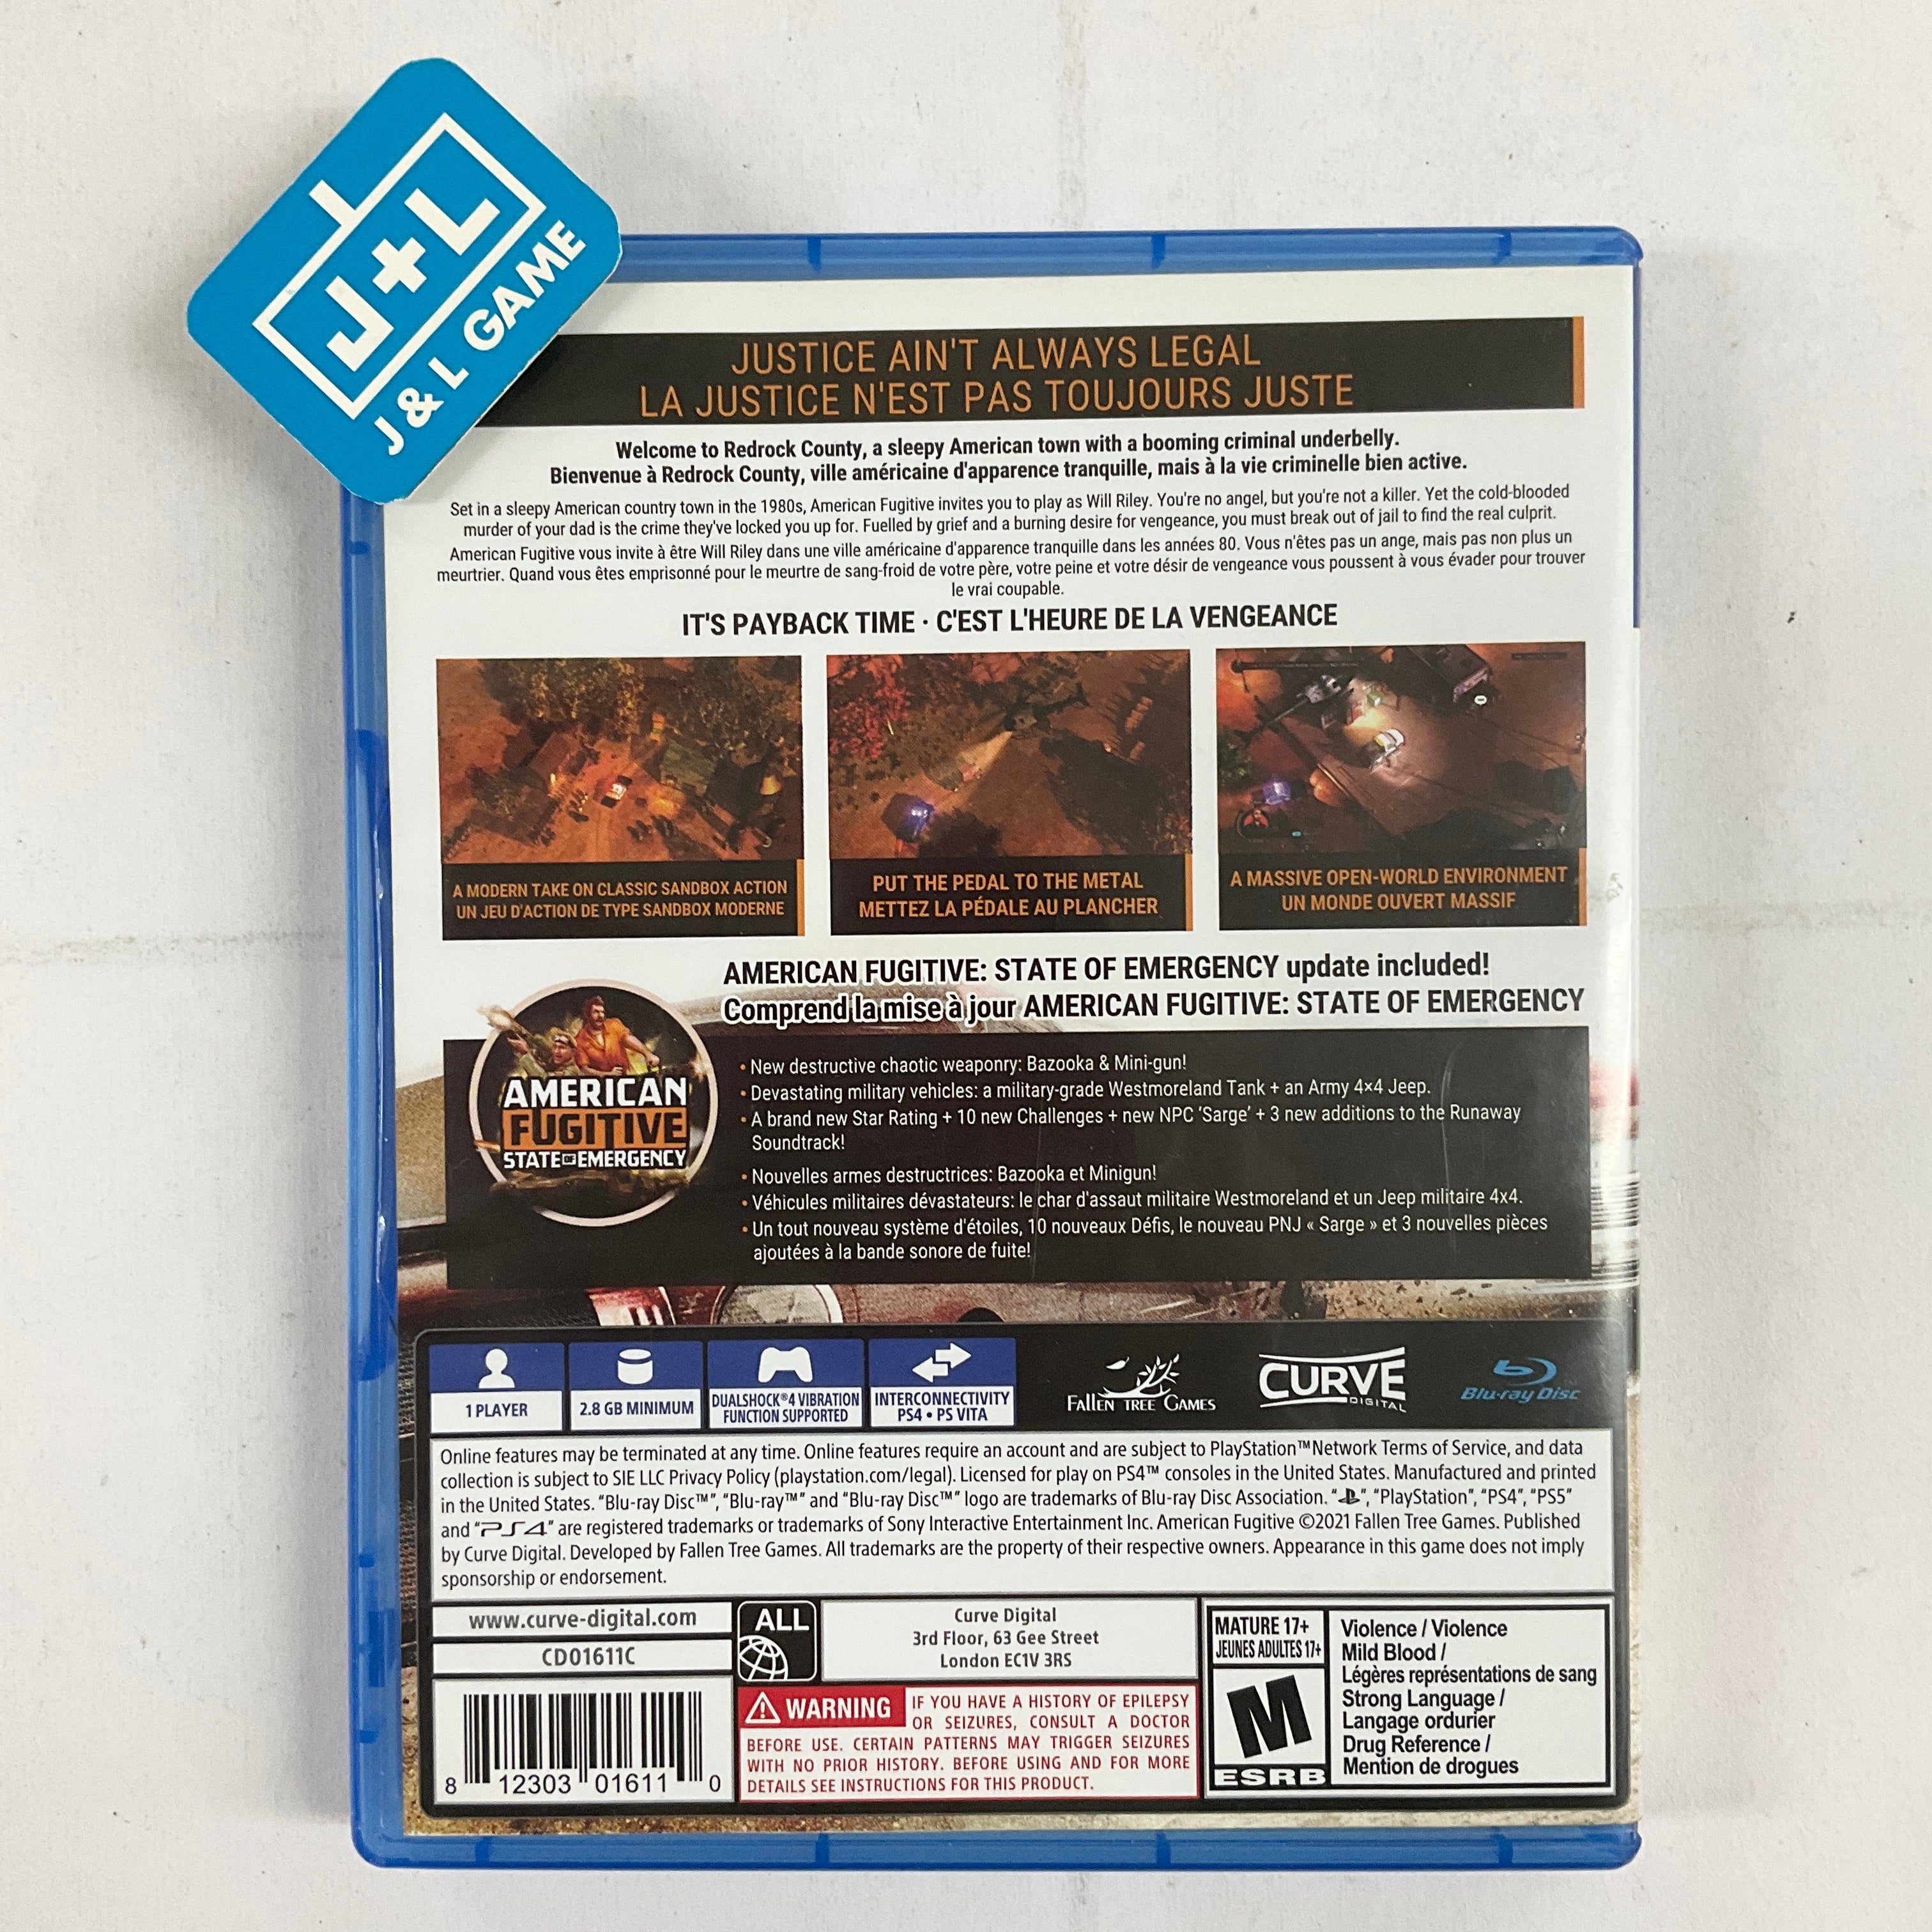 J+L
J & L GAME
JUSTICE AIN'T ALWAYS LEGAL
LA JUSTICE N'EST PAS TOUJOURS JUSTE
Welcome to Redrock County, a sleepy American town with a booming criminal underbelly.
Bienvenue à Redrock County, ville américaine d'apparence tranquille, mais à la vie criminelle bien active.
Set in a sleepy American country town in the 1980s, American Fugitive invites you to play as Will Riley. You're no angel, but you're not a killer. Yet the cold-blooded
murder of your dad is the crime they've locked you up for. Fuelled by grief and a burning desire for vengeance, you must break out of jail to find the real culprit.
American Fugitive vous invite à être Will Riley dans une ville américaine d'apparence tranquille dans les années 80. Vous n'êtes pas un ange, mais pas non plus un
meurtrier. Quand vous êtes emprisonné pour le meurtre de sang-froid de votre père, votre peine et votre désir de vengeance vous poussent à vous évader pour trouver
le vrai coupable.
IT'S PAYBACK TIME · C'EST L'HEURE DE LA VENGEANCE
A MODERN TAKE ON CLASSIC SANDBOX ACTION
UN JEU D'ACTION DE TYPE SANDBOX MODERNE
PUT THE PEDAL TO THE METAL
METTEZ LA PÉDALE AU PLANCHER
A MASSIVE OPEN-WORLD ENVIRONMENT
UN MONDE OUVERT MASSIF
AMERICAN FUGITIVE: STATE OF EMERGENCY update included!
Comprend la mise à jour AMERICAN FUGITIVE: STATE OF EMERGENCY
AMERICAN
FUGITIVE
STATE OF EMERGENCY
• New destructive chaotic weaponry: Bazooka & Mini-gun!
• Devastating military vehicles: a military-grade Westmoreland Tank + an Army 4×4 Jeep.
• A brand new Star Rating + 10 new Challenges + new NPC 'Sarge' + 3 new additions to the Runaway
Soundtrack!
• Nouvelles armes destructrices: Bazooka et Minigun!
• Véhicules militaires dévastateurs: le char d'assaut militaire Westmoreland et un Jeep militaire 4x4.
• Un tout nouveau système d'étoiles, 10 nouveaux Défis, le nouveau PNJ « Sarge » et 3 nouvelles pièces
ajoutées à la bande sonore de fuite!
1 PLAYER
2.8 GB MINIMUM
DUALSHOCK®4 VIBRATION
FUNCTION SUPPORTED
INTERCONNECTIVITY
PS4 • PS VITA
FALLEN TREE GAMES
CURVE
DIGITAL
Blu-ray Disc
Online features may be terminated at any time. Online features require an account and are subject to PlayStation™Network Terms of Service, and data
collection is subject to SIE LLC Privacy Policy (playstation.com/legal). Licensed for play on PS4™ consoles in the United States. Manufactured and printed
in the United States. "Blu-ray Disc™", "Blu-ray™" and "Blu-ray Disc™" logo are trademarks of Blu-ray Disc Association. "PS", "PlayStation", "PS4", "PS5"
and "PS4" are registered trademarks or trademarks of Sony Interactive Entertainment Inc. American Fugitive ©2021 Fallen Tree Games. Published
by Curve Digital. Developed by Fallen Tree Games. All trademarks are the property of their respective owners. Appearance in this game does not imply
sponsorship or endorsement.
www.curve-digital.com
CD01611C
ALL
Curve Digital
3rd Floor, 63 Gee Street
London EC1V 3RS
8 12303 01611 0
WARNING IF YOU HAVE A HISTORY OF EPILEPSY
OR SEIZURES, CONSULT A DOCTOR
BEFORE USE. CERTAIN PATTERNS MAY TRIGGER SEIZURES
WITH NO PRIOR HISTORY. BEFORE USING AND FOR MORE
DETAILS SEE INSTRUCTIONS FOR THIS PRODUCT.
MATURE 17+
JEUNES ADULTES 17+
M
ESRB
Violence / Violence
Mild Blood /
Légères représentations de sang
Strong Language /
Langage ordurier
Drug Reference /
Mention de drogues